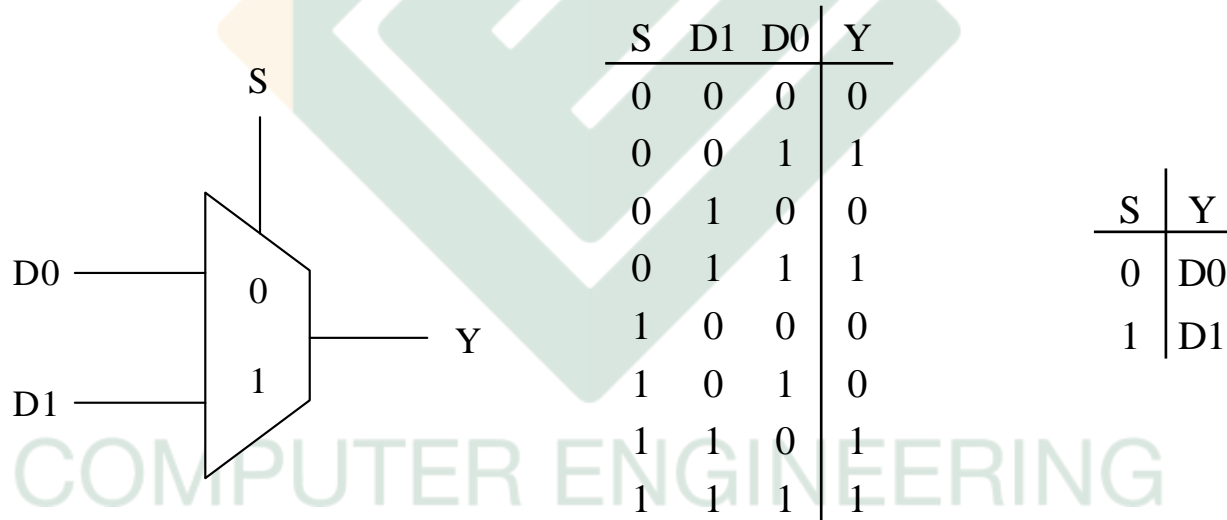 S
D0
0
Y
1
D1
S D1 D0 Y
0 0 0 0
0 0 1 1
0 1 0 0
0 1 1 1
1 0 0 0
1 0 1 0
1 1 0 1
1 1 1 1
S Y
0 D0
1 D1
COMPUTER ENGINEERING